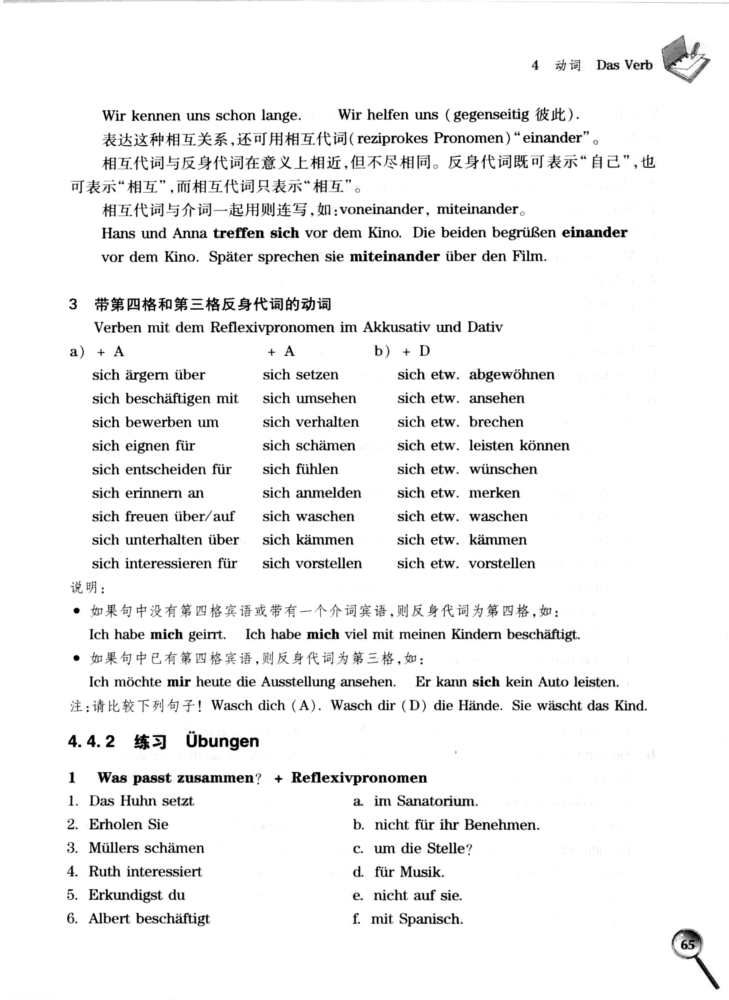 4 动词 Das Verb
Wir kennen uns schon lange. Wir helfen uns (gegenseitig 彼此).
表达这种相互关系,还可用相互代词(reziprokes Pronomen)“einander”。
相互代词与反身代词在意义上相近,但不尽相同。反身代词既可表示“自己”,也
可表示“相互”,而相互代词只表示“相互”。
相互代词与介词一起用则连写,如:voneinander, miteinander。
Hans und Anna treffen sich vor dem Kino. Die beiden begrüßen einander
vor dem Kino. Später sprechen sie miteinander über den Film.
3 带第四格和第三格反身代词的动词
Verben mit dem Reflexivpronomen im Akkusativ und Dativ
a) + A + A b) + D
sich ärgern über sich setzen sich etw. abgewöhnen
sich beschäftigen mit sich umsehen sich etw. ansehen
sich bewerben um sich verhalten sich etw. brechen
sich eignen für sich schämen sich etw. leisten können
sich entscheiden für sich fühlen sich etw. wünschen
sich erinnern an sich anmelden sich etw. merken
sich freuen über/auf sich waschen sich etw. waschen
sich unterhalten über sich kämmen sich etw. kämmen
sich interessieren für sich vorstellen sich etw. vorstellen
说明:
• 如果句中没有第四格宾语或带有一个介词宾语,则反身代词为第四格,如:
Ich habe mich geirrt. Ich habe mich viel mit meinen Kindern beschäftigt.
• 如果句中已有第四格宾语,则反身代词为第三格,如:
Ich möchte mir heute die Ausstellung ansehen. Er kann sich kein Auto leisten.
注:请比较下列句子! Wasch dich (A). Wasch dir (D) die Hände. Sie wäscht das Kind.
4.4.2 练习 Übungen
1 Was passt zusammen? + Reflexivpronomen
1. Das Huhn setzt a. im Sanatorium.
2. Erholen Sie b. nicht für ihr Benehmen.
3. Müllers schämen c. um die Stelle?
4. Ruth interessiert d. für Musik.
5. Erkundigst du e. nicht auf sie.
6. Albert beschäftigt f. mit Spanisch.
65